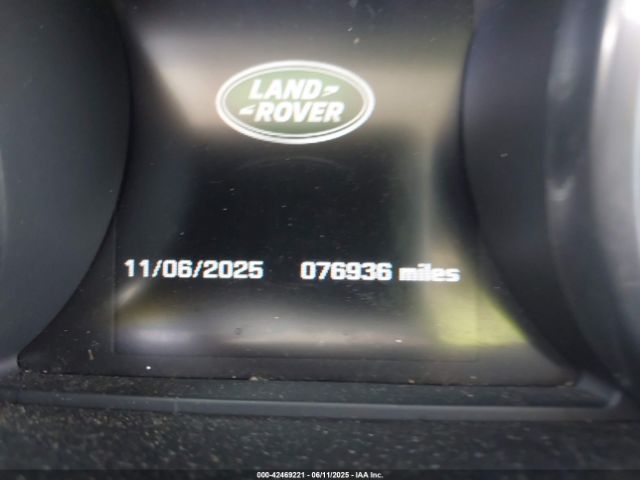 LAND
ROVER
11/06/2025 076936 miles
000-42469221 - 06/11/2025 - IAA Inc.